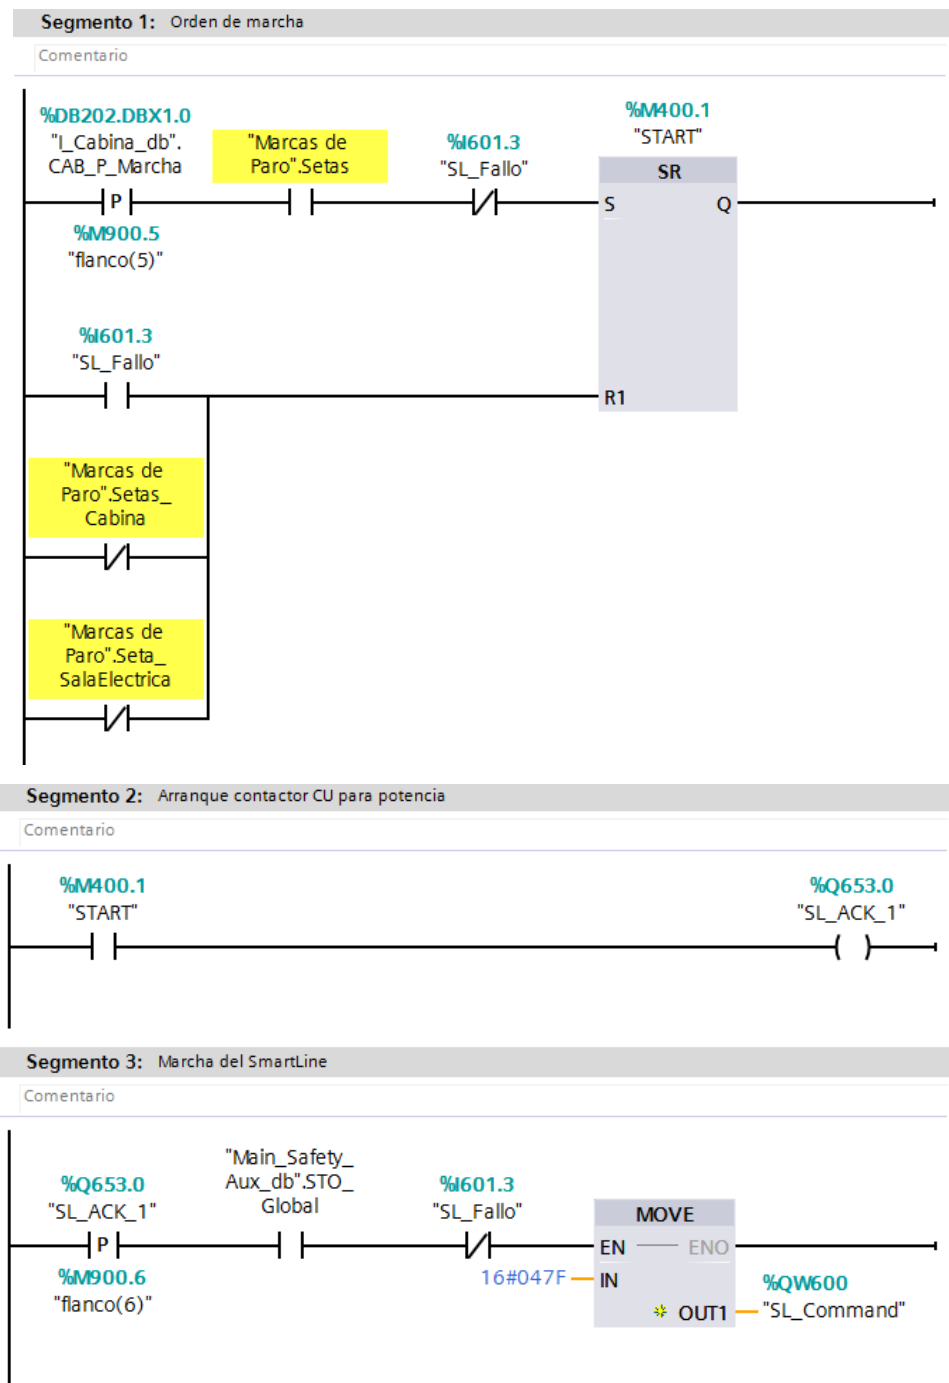 Segmento 1: Orden de marcha
Comentario
%DB202.DBX1.0
"I_Cabina_db".
CAB_P_Marcha
P
%M900.5
"flanco(5)"
"Marcas de
Paro".Setas
%I601.3
"SL_Fallo"
%M400.1
"START"
SR
S Q
%I601.3
"SL_Fallo"
R1
"Marcas de
Paro".Setas_
Cabina
"Marcas de
Paro".Seta_
SalaElectrica
Segmento 2: Arranque contactor CU para potencia
Comentario
%M400.1
"START"
%Q653.0
"SL_ACK_1"
Segmento 3: Marcha del SmartLine
Comentario
%Q653.0
"SL_ACK_1"
P
%M900.6
"flanco(6)"
"Main_Safety_
Aux_db".STO_
Global
%I601.3
"SL_Fallo"
MOVE
EN ENO
16#047F IN
OUT1
%QW600
"SL_Command"